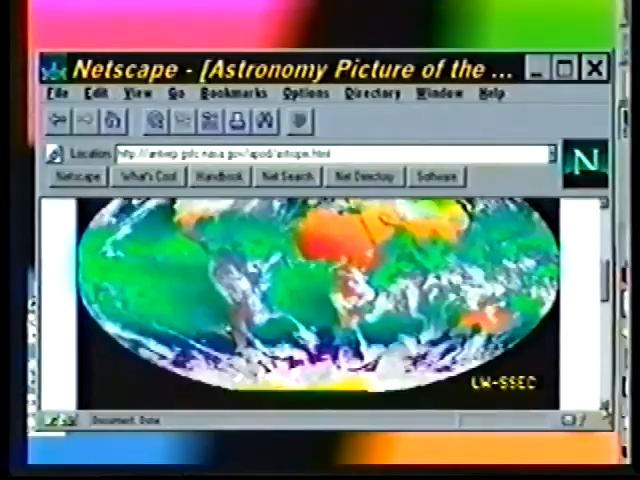 Netscape - [Astronomy Picture of the ...
File Edit View Go Bookmarks Options Directory Window Help
Location: http://antwrp.gsfc.nasa.gov/apod/astropix.html
N
Netscape What's Cool Handbook Net Search Net Directory Software
UW-SSEC
Document: Done